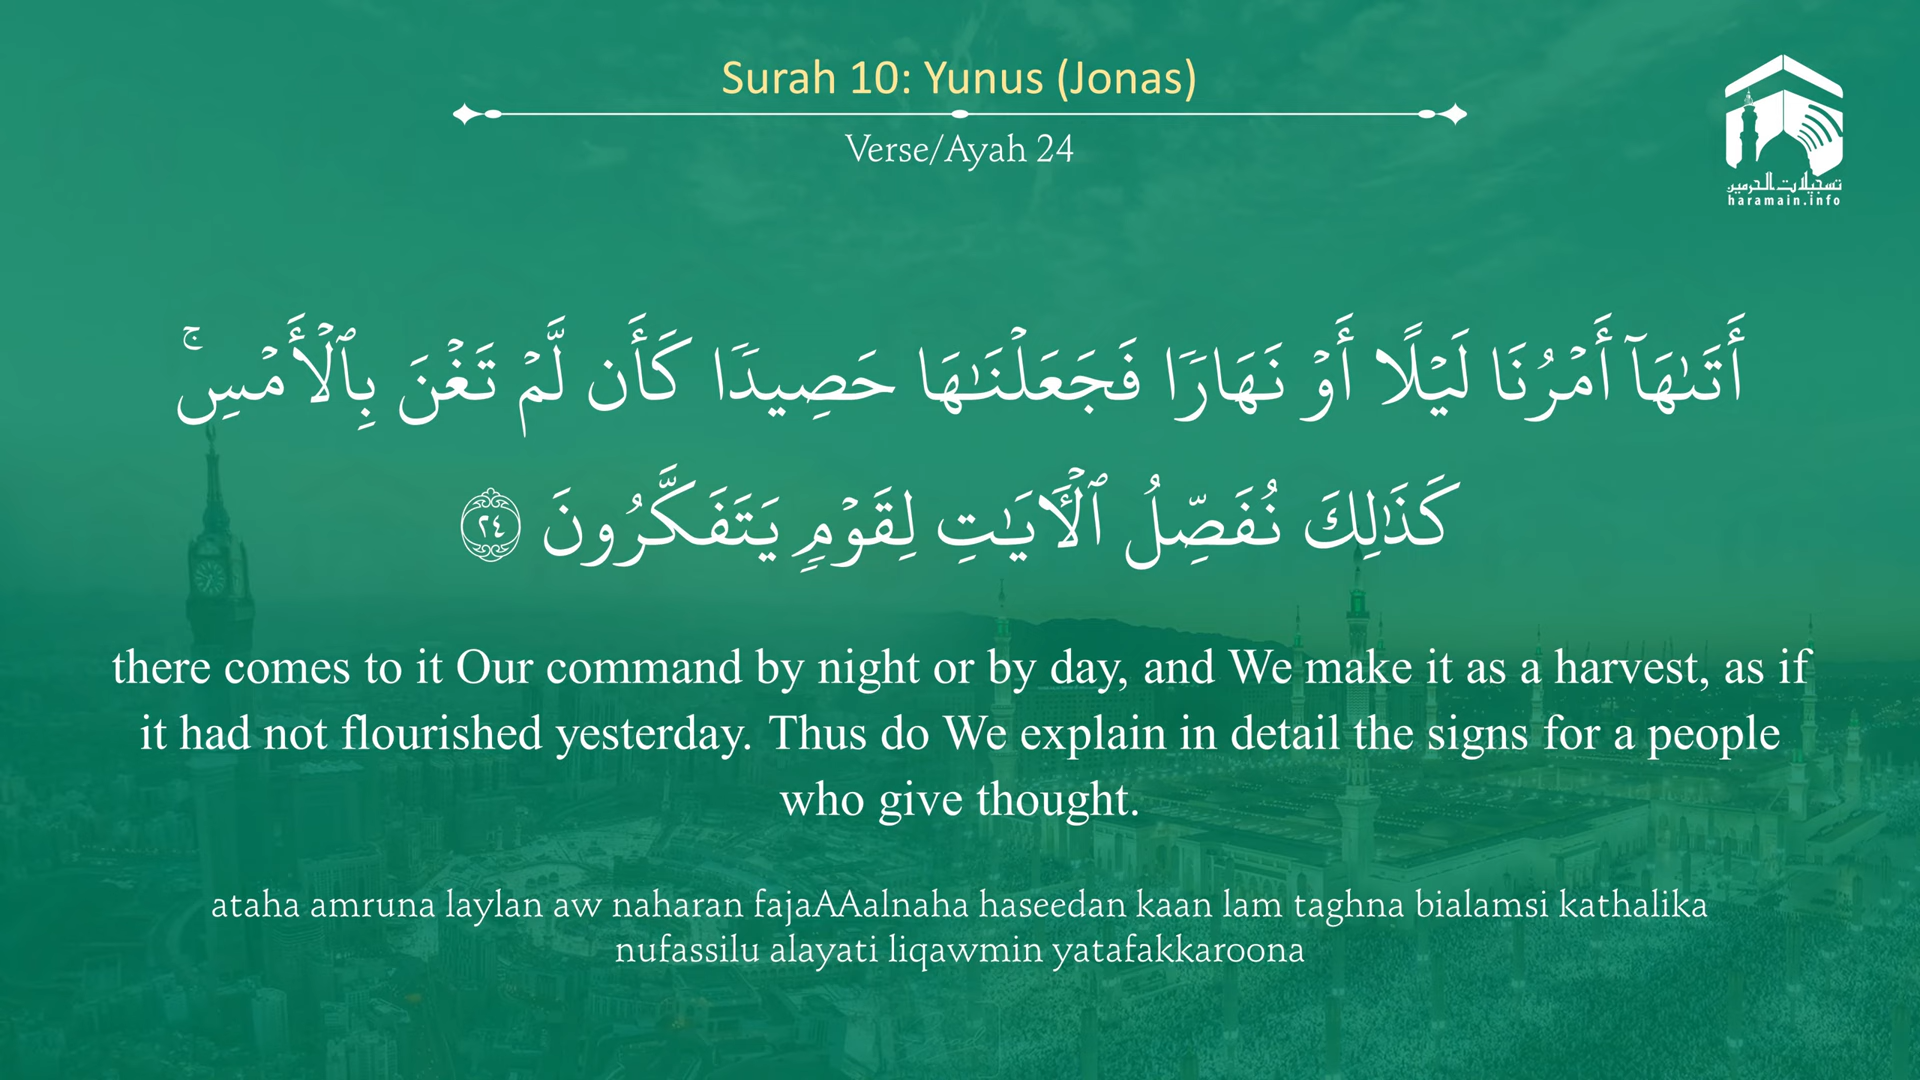 Surah 10: Yunus (Jonas)
Verse/Ayah 24
تسجيلات الحرمين
haramain.info
أَتَىٰهَآ أَمْرُنَا لَيْلًا أَوْ نَهَارًا فَجَعَلْنَـٰهَا حَصِيدًا كَأَن لَّمْ تَغْنَ بِٱلْأَمْسِ ۚ
كَذَٰلِكَ نُفَصِّلُ ٱلْـَٔايَـٰتِ لِقَوْمٍ يَتَفَكَّرُونَ ٢٤
there comes to it Our command by night or by day, and We make it as a harvest, as if
it had not flourished yesterday. Thus do We explain in detail the signs for a people
who give thought.
ataha amruna laylan aw naharan fajaAAalnaha haseedan kaan lam taghna bialamsi kathalika
nufassilu alayati liqawmin yatafakkaroona